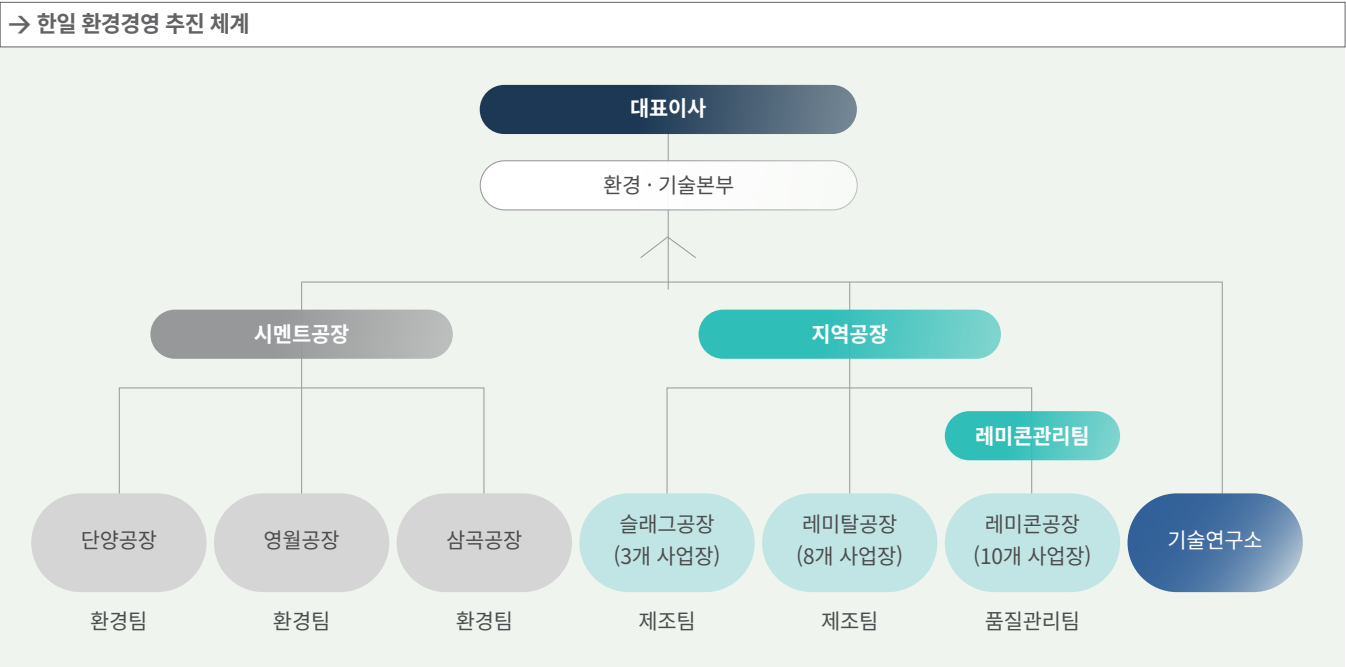 → 한일 환경경영 추진 체계
대표이사
환경 · 기술본부
시멘트공장
지역공장
레미콘관리팀
단양공장
영월공장
삼곡공장
슬래그공장
(3개 사업장)
레미탈공장
(8개 사업장)
레미콘공장
(10개 사업장)
기술연구소
환경팀
환경팀
환경팀
제조팀
제조팀
품질관리팀